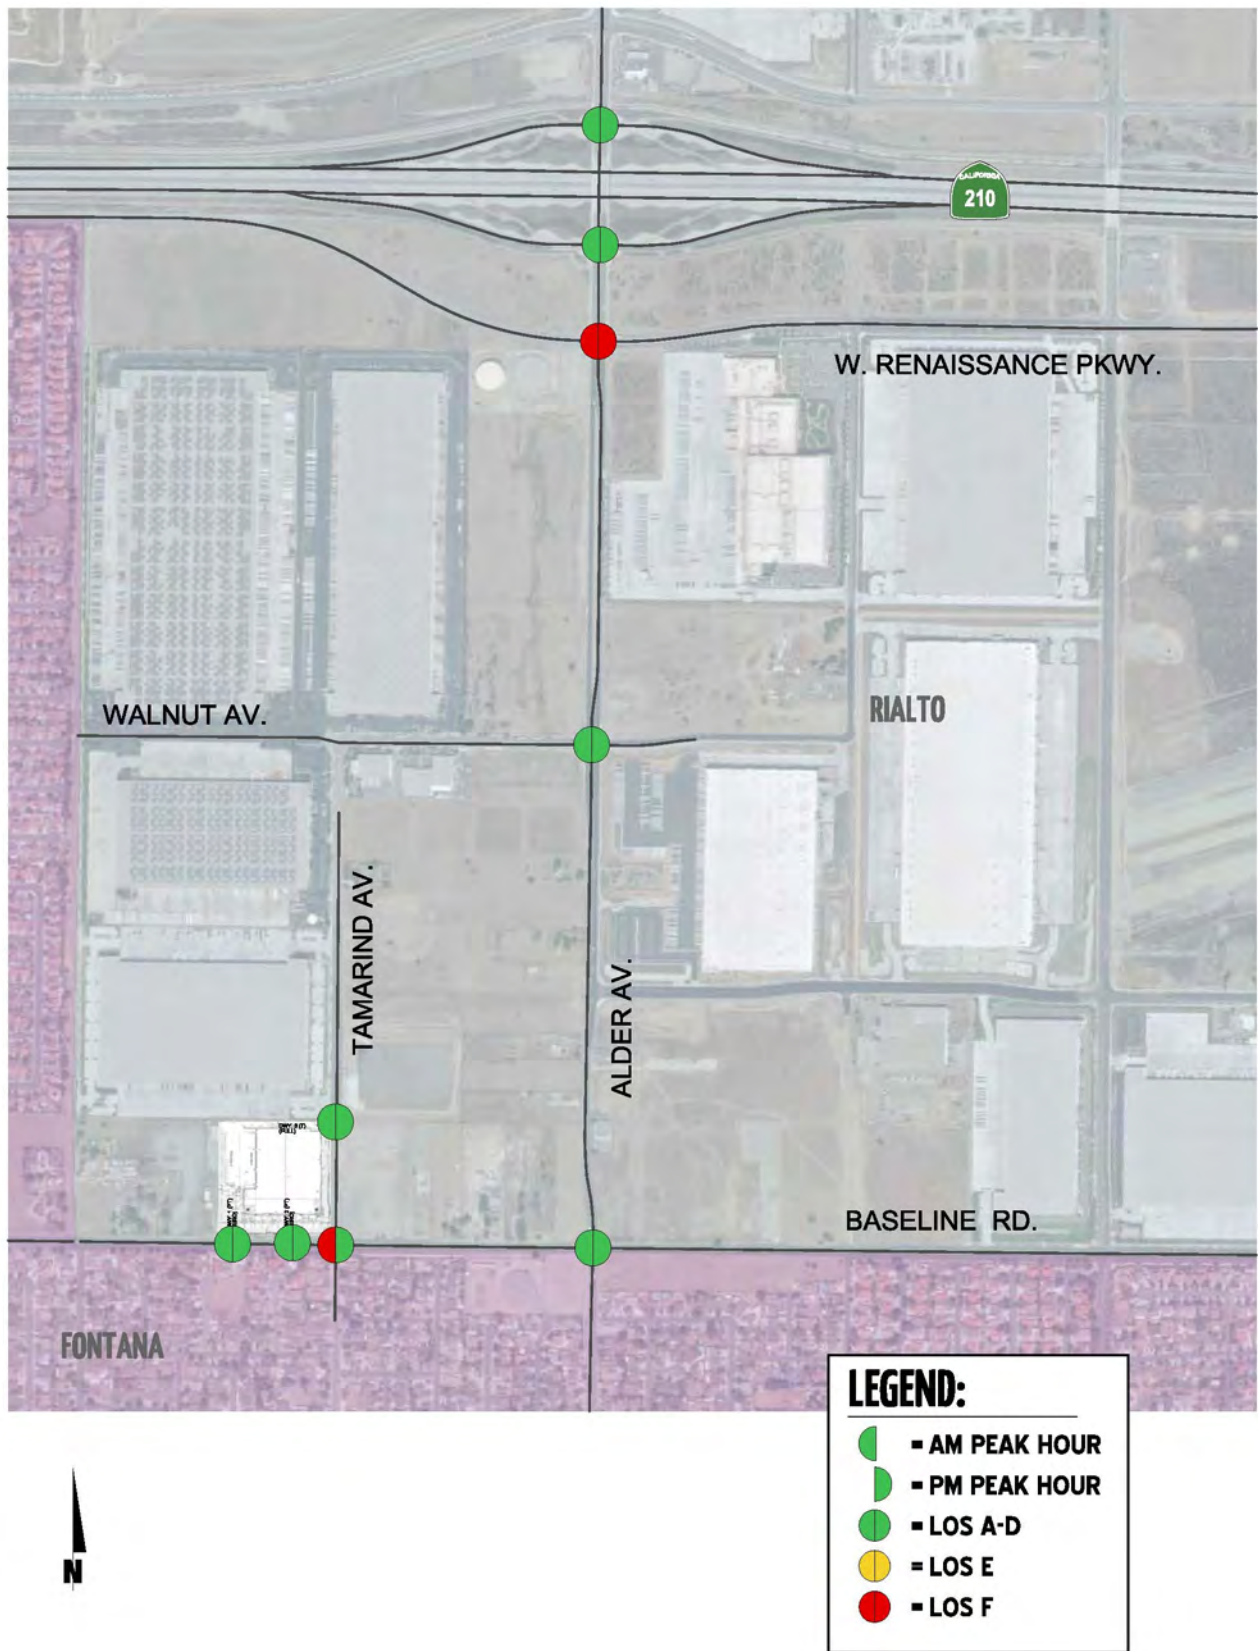 CALIFORNIA
210
W. RENAISSANCE PKWY.
WALNUT AV.
RIALTO
TAMARIND AV.
ALDER AV.
BASELINE RD.
FONTANA
LEGEND:
= AM PEAK HOUR
= PM PEAK HOUR
= LOS A-D
= LOS E
= LOS F
N